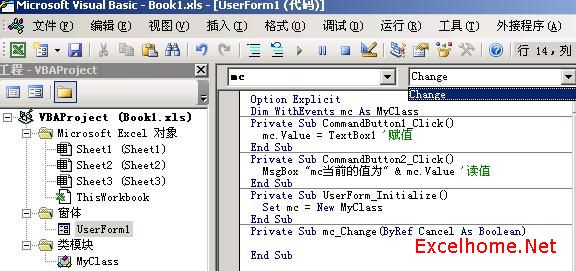 Microsoft Visual Basic - Book1.xls - [UserForm1 (代码)]
文件(F) 编辑(E) 视图(V) 插入(I) 格式(O) 调试(D) 运行(R) 工具(T) 外接程序(A)
行 14, 列
工程 - VBAProject
mc Change
Change
VBAProject (Book1.xls)
Microsoft Excel 对象
Sheet1 (Sheet1)
Sheet2 (Sheet2)
Sheet3 (Sheet3)
ThisWorkbook
窗体
UserForm1
类模块
MyClass
Option Explicit
Dim WithEvents mc As MyClass
Private Sub CommandButton1_Click()
mc.Value = TextBox1 '赋值
End Sub
Private Sub CommandButton2_Click()
MsgBox "mc当前的值为" & mc.Value '读值
End Sub
Private Sub UserForm_Initialize()
Set mc = New MyClass
End Sub
Private Sub mc_Change(ByRef Cancel As Boolean)
End Sub
Excelhome.Net